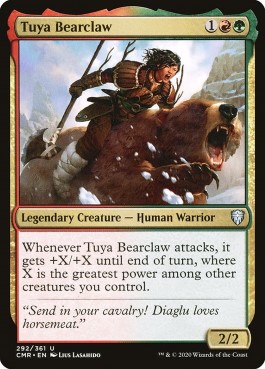 Tuya Bearclaw
1
Legendary Creature — Human Warrior
Whenever Tuya Bearclaw attacks, it
gets +X/+X until end of turn, where
X is the greatest power among other
creatures you control.
"Send in your cavalry! Diaglu loves
horsemeat."
2/2
292/361 U
CMR • EN Lius Lasahido
™ & © 2020 Wizards of the Coast